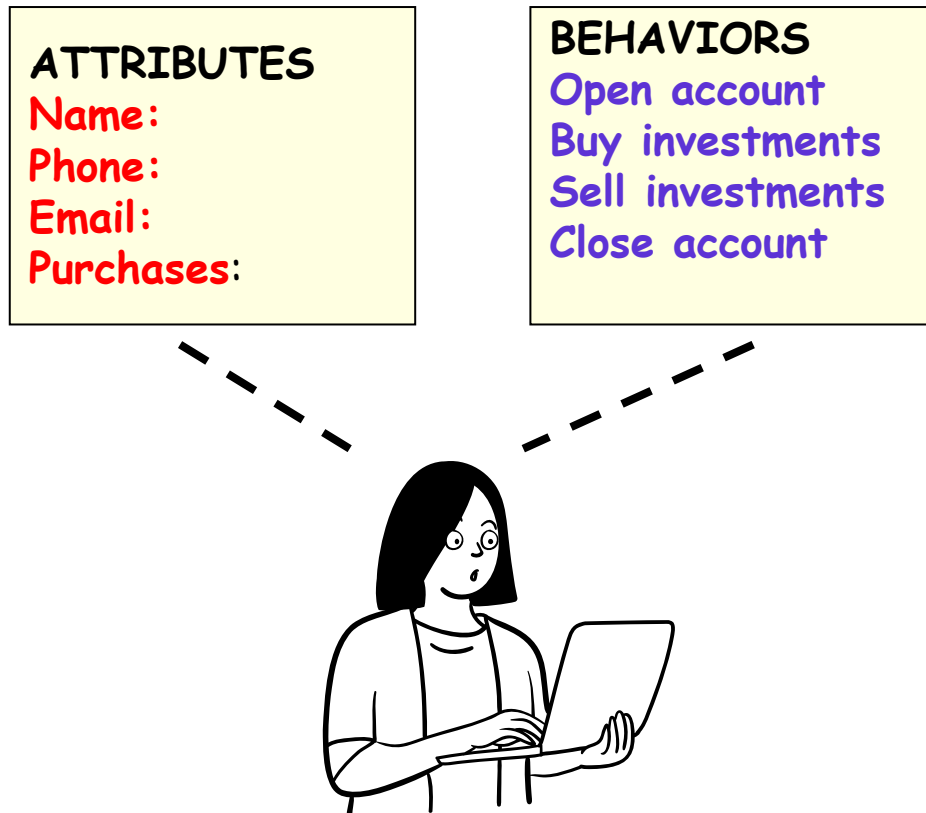 ATTRIBUTES
Name:
Phone:
Email:
Purchases:
BEHAVIORS
Open account
Buy investments
Sell investments
Close account